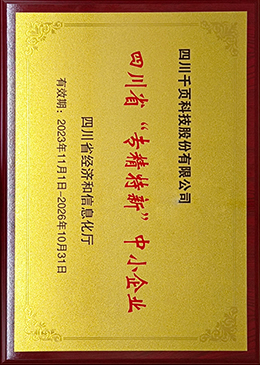 四川千页科技股份有限公司
四川省“专精特新”中小企业
四川省经济和信息化厅
有效期：2023年11月1日-2026年10月31日